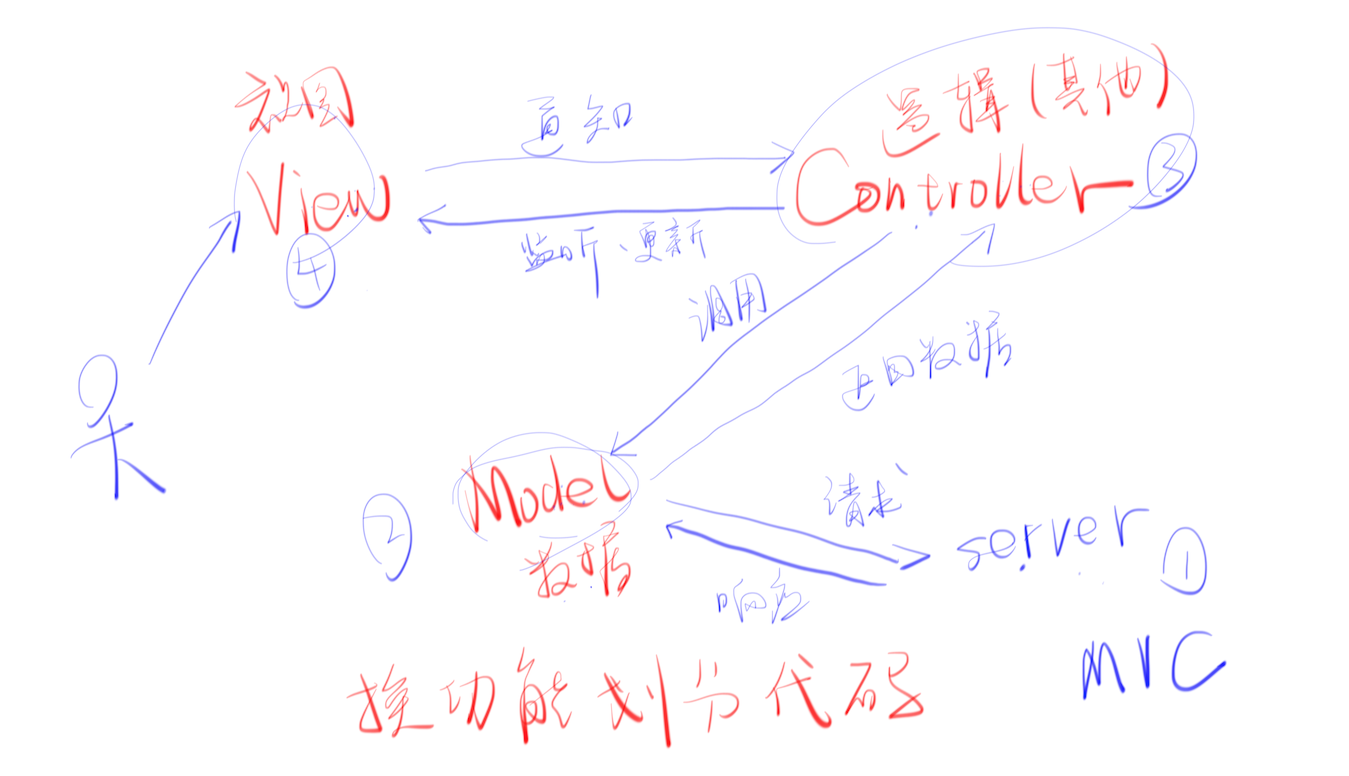 视图
View
④
通知
监听、更新
逻辑(其他)
Controller
③
调用
返回数据
Model
②
数据
请求
响应
server
①
MVC
按功能划分代码